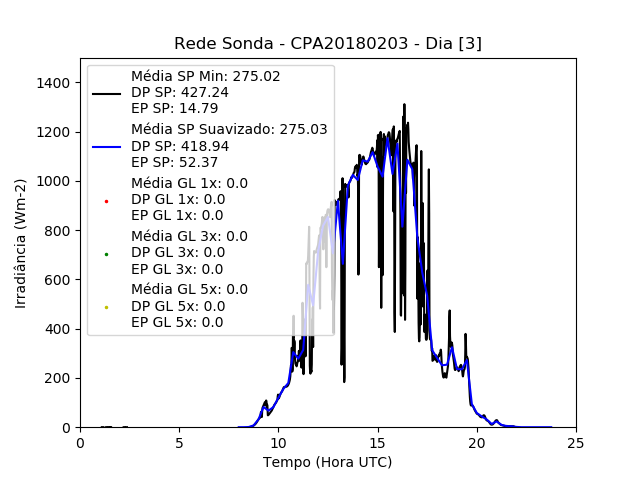 Rede Sonda - CPA20180203 - Dia [3]
Média SP Min: 275.02
DP SP: 427.24
EP SP: 14.79
Média SP Suavizado: 275.03
DP SP: 418.94
EP SP: 52.37
Média GL 1x: 0.0
DP GL 1x: 0.0
EP GL 1x: 0.0
Média GL 3x: 0.0
DP GL 3x: 0.0
EP GL 3x: 0.0
Média GL 5x: 0.0
DP GL 5x: 0.0
EP GL 5x: 0.0
Irradiância (Wm-2)
1400
1200
1000
800
600
400
200
0
0 5 10 15 20 25
Tempo (Hora UTC)